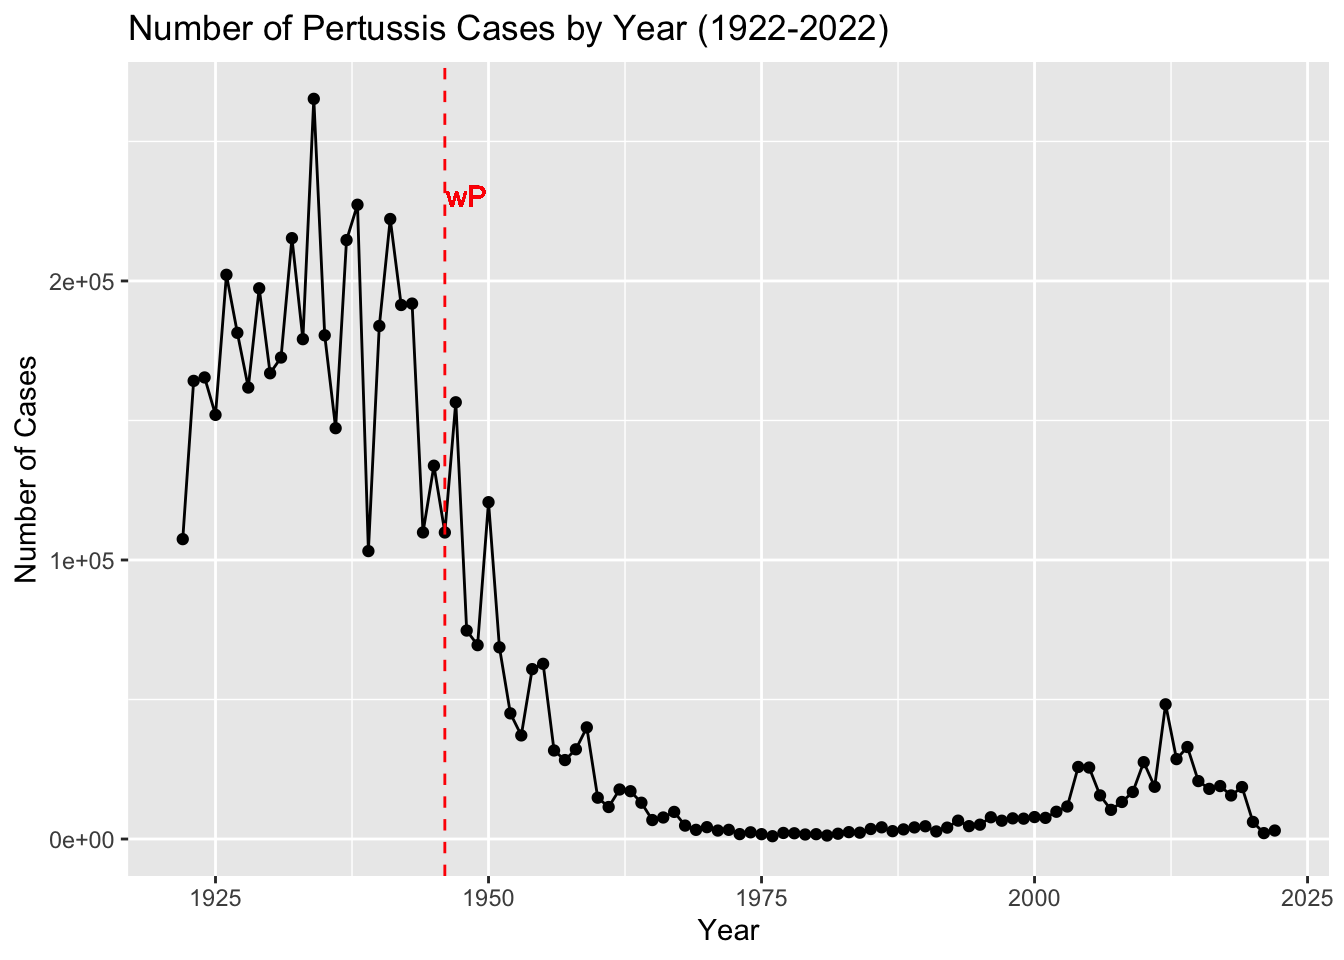 Number of Pertussis Cases by Year (1922-2022)
wP
2e+05
1e+05
0e+00
Number of Cases
1925 1950 1975 2000 2025
Year